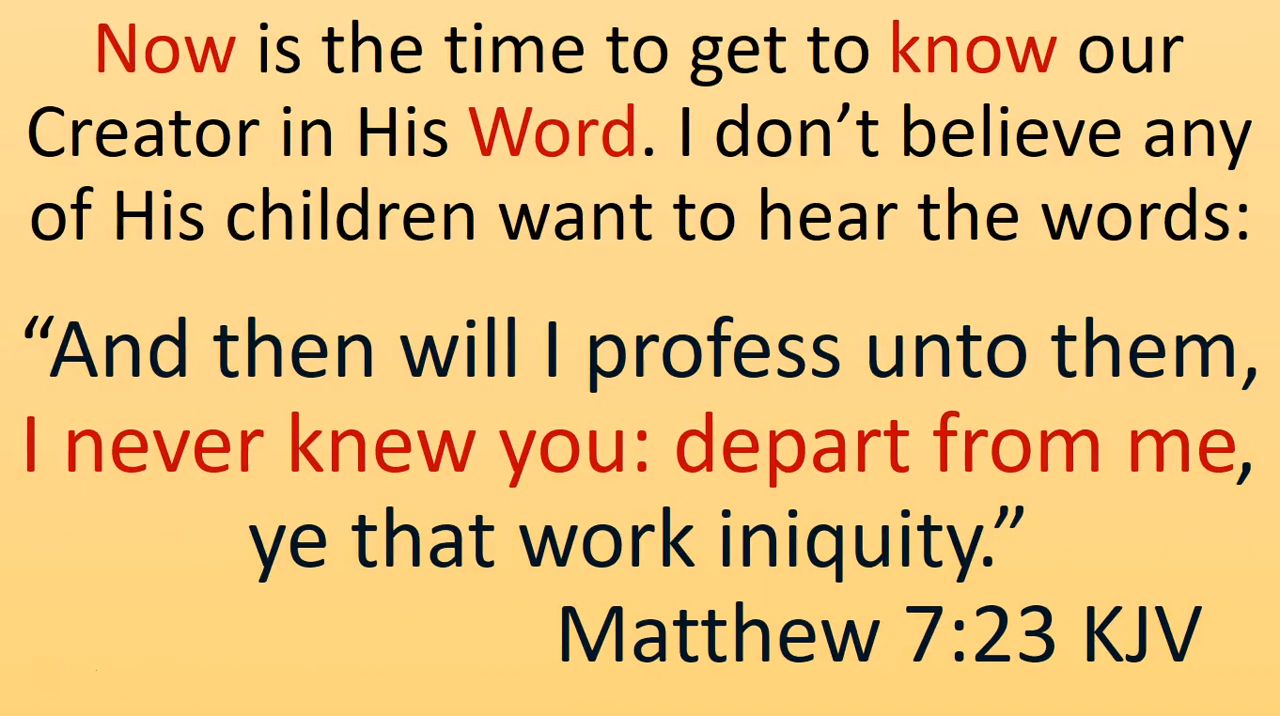 Now is the time to get to know our
Creator in His Word. I don’t believe any
of His children want to hear the words:
“And then will I profess unto them,
I never knew you: depart from me,
ye that work iniquity.”
Matthew 7:23 KJV